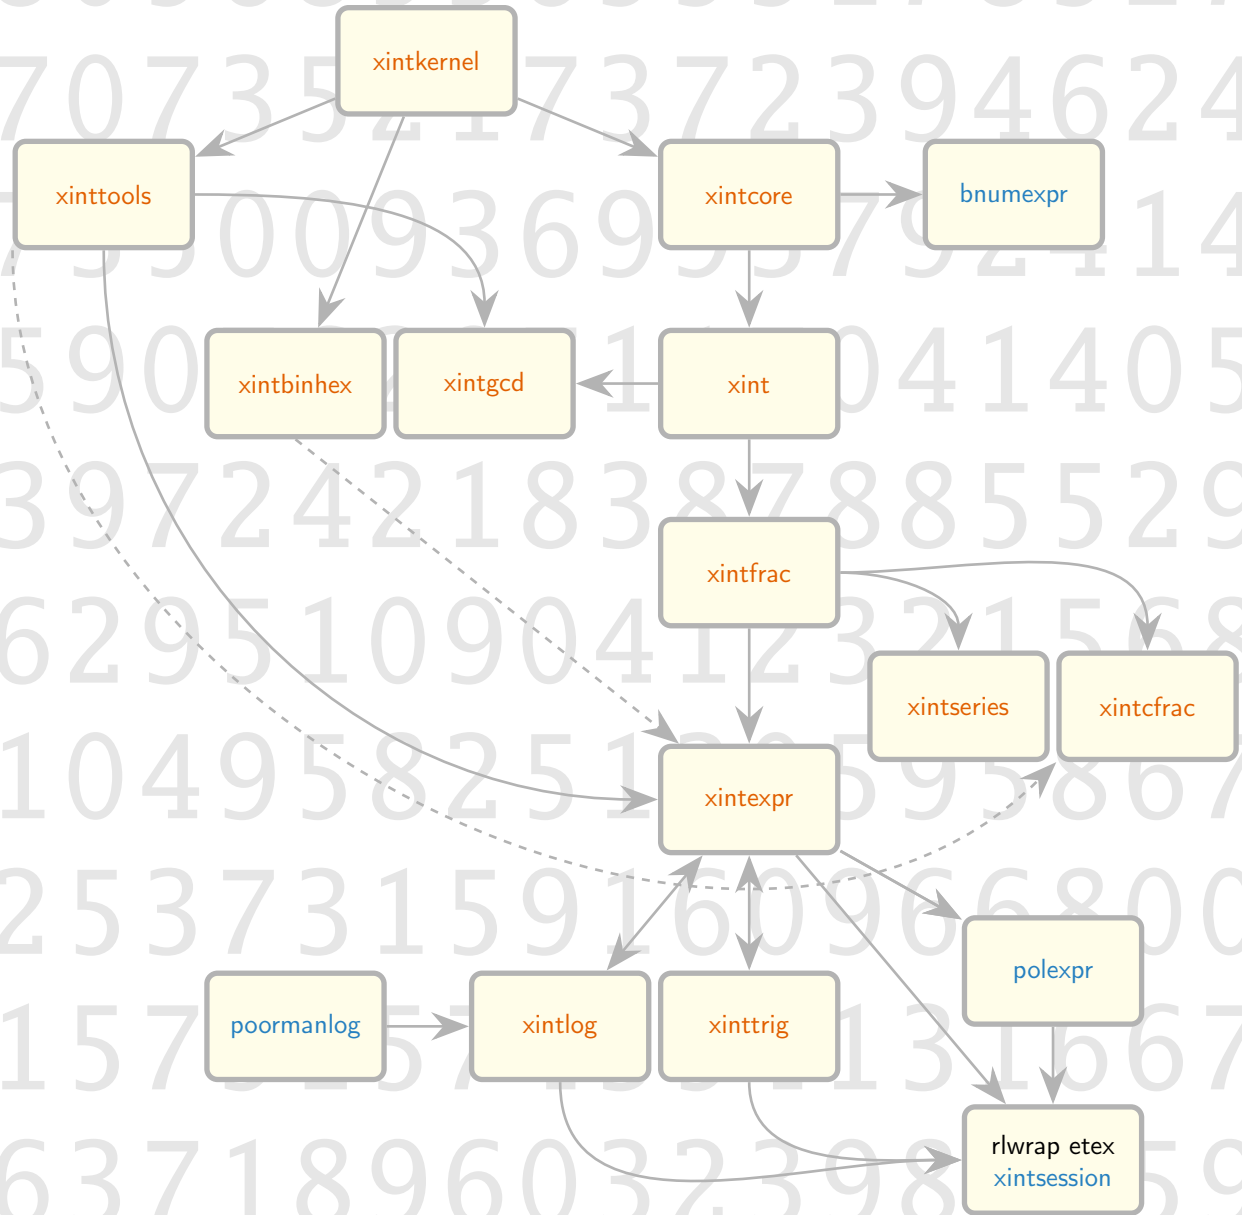 xintkernel
xinttools
xintcore
bnumexpr
xintbinhex
xintgcd
xint
xintfrac
xintseries
xintcfrac
xintexpr
polexpr
poormanlog
xintlog
xinttrig
rlwrap etex
xintsession